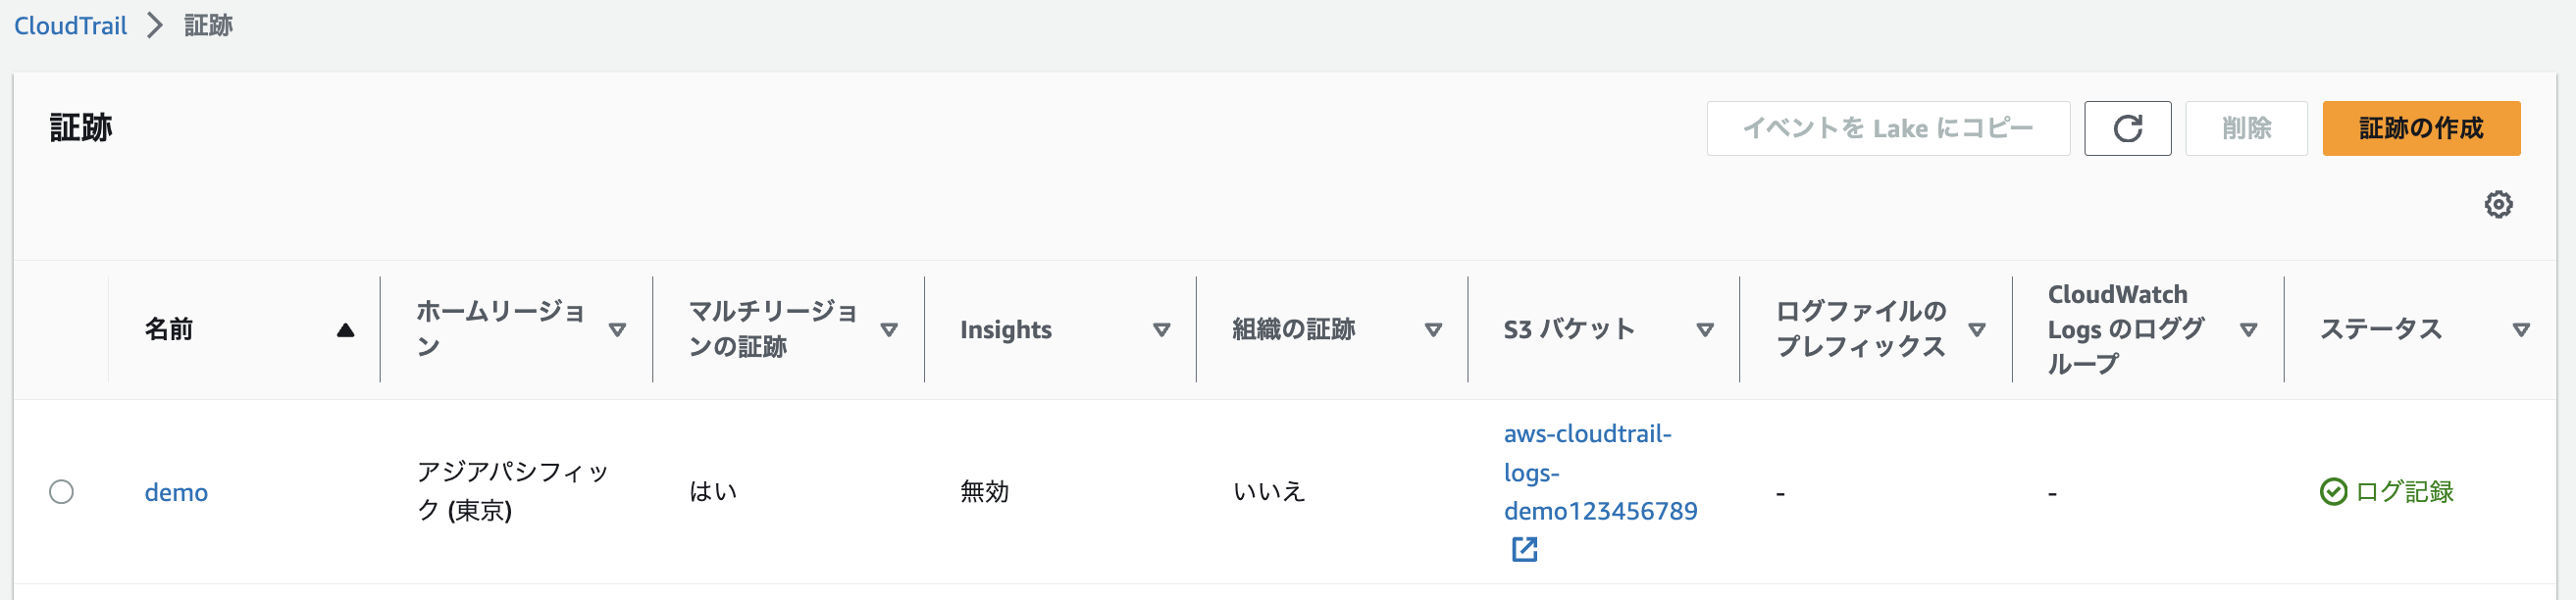 CloudTrail
証跡
証跡
イベントを Lake にコピー
削除
証跡の作成
名前
ホームリージョ
ン
マルチリージョ
ンの証跡
Insights
組織の証跡
S3 バケット
ログファイルの
プレフィックス
CloudWatch
Logs のロググ
ループ
ステータス
demo
アジアパシフィッ
ク (東京)
はい
無効
いいえ
aws-cloudtrail-
logs-
demo123456789
-
-
ログ記録